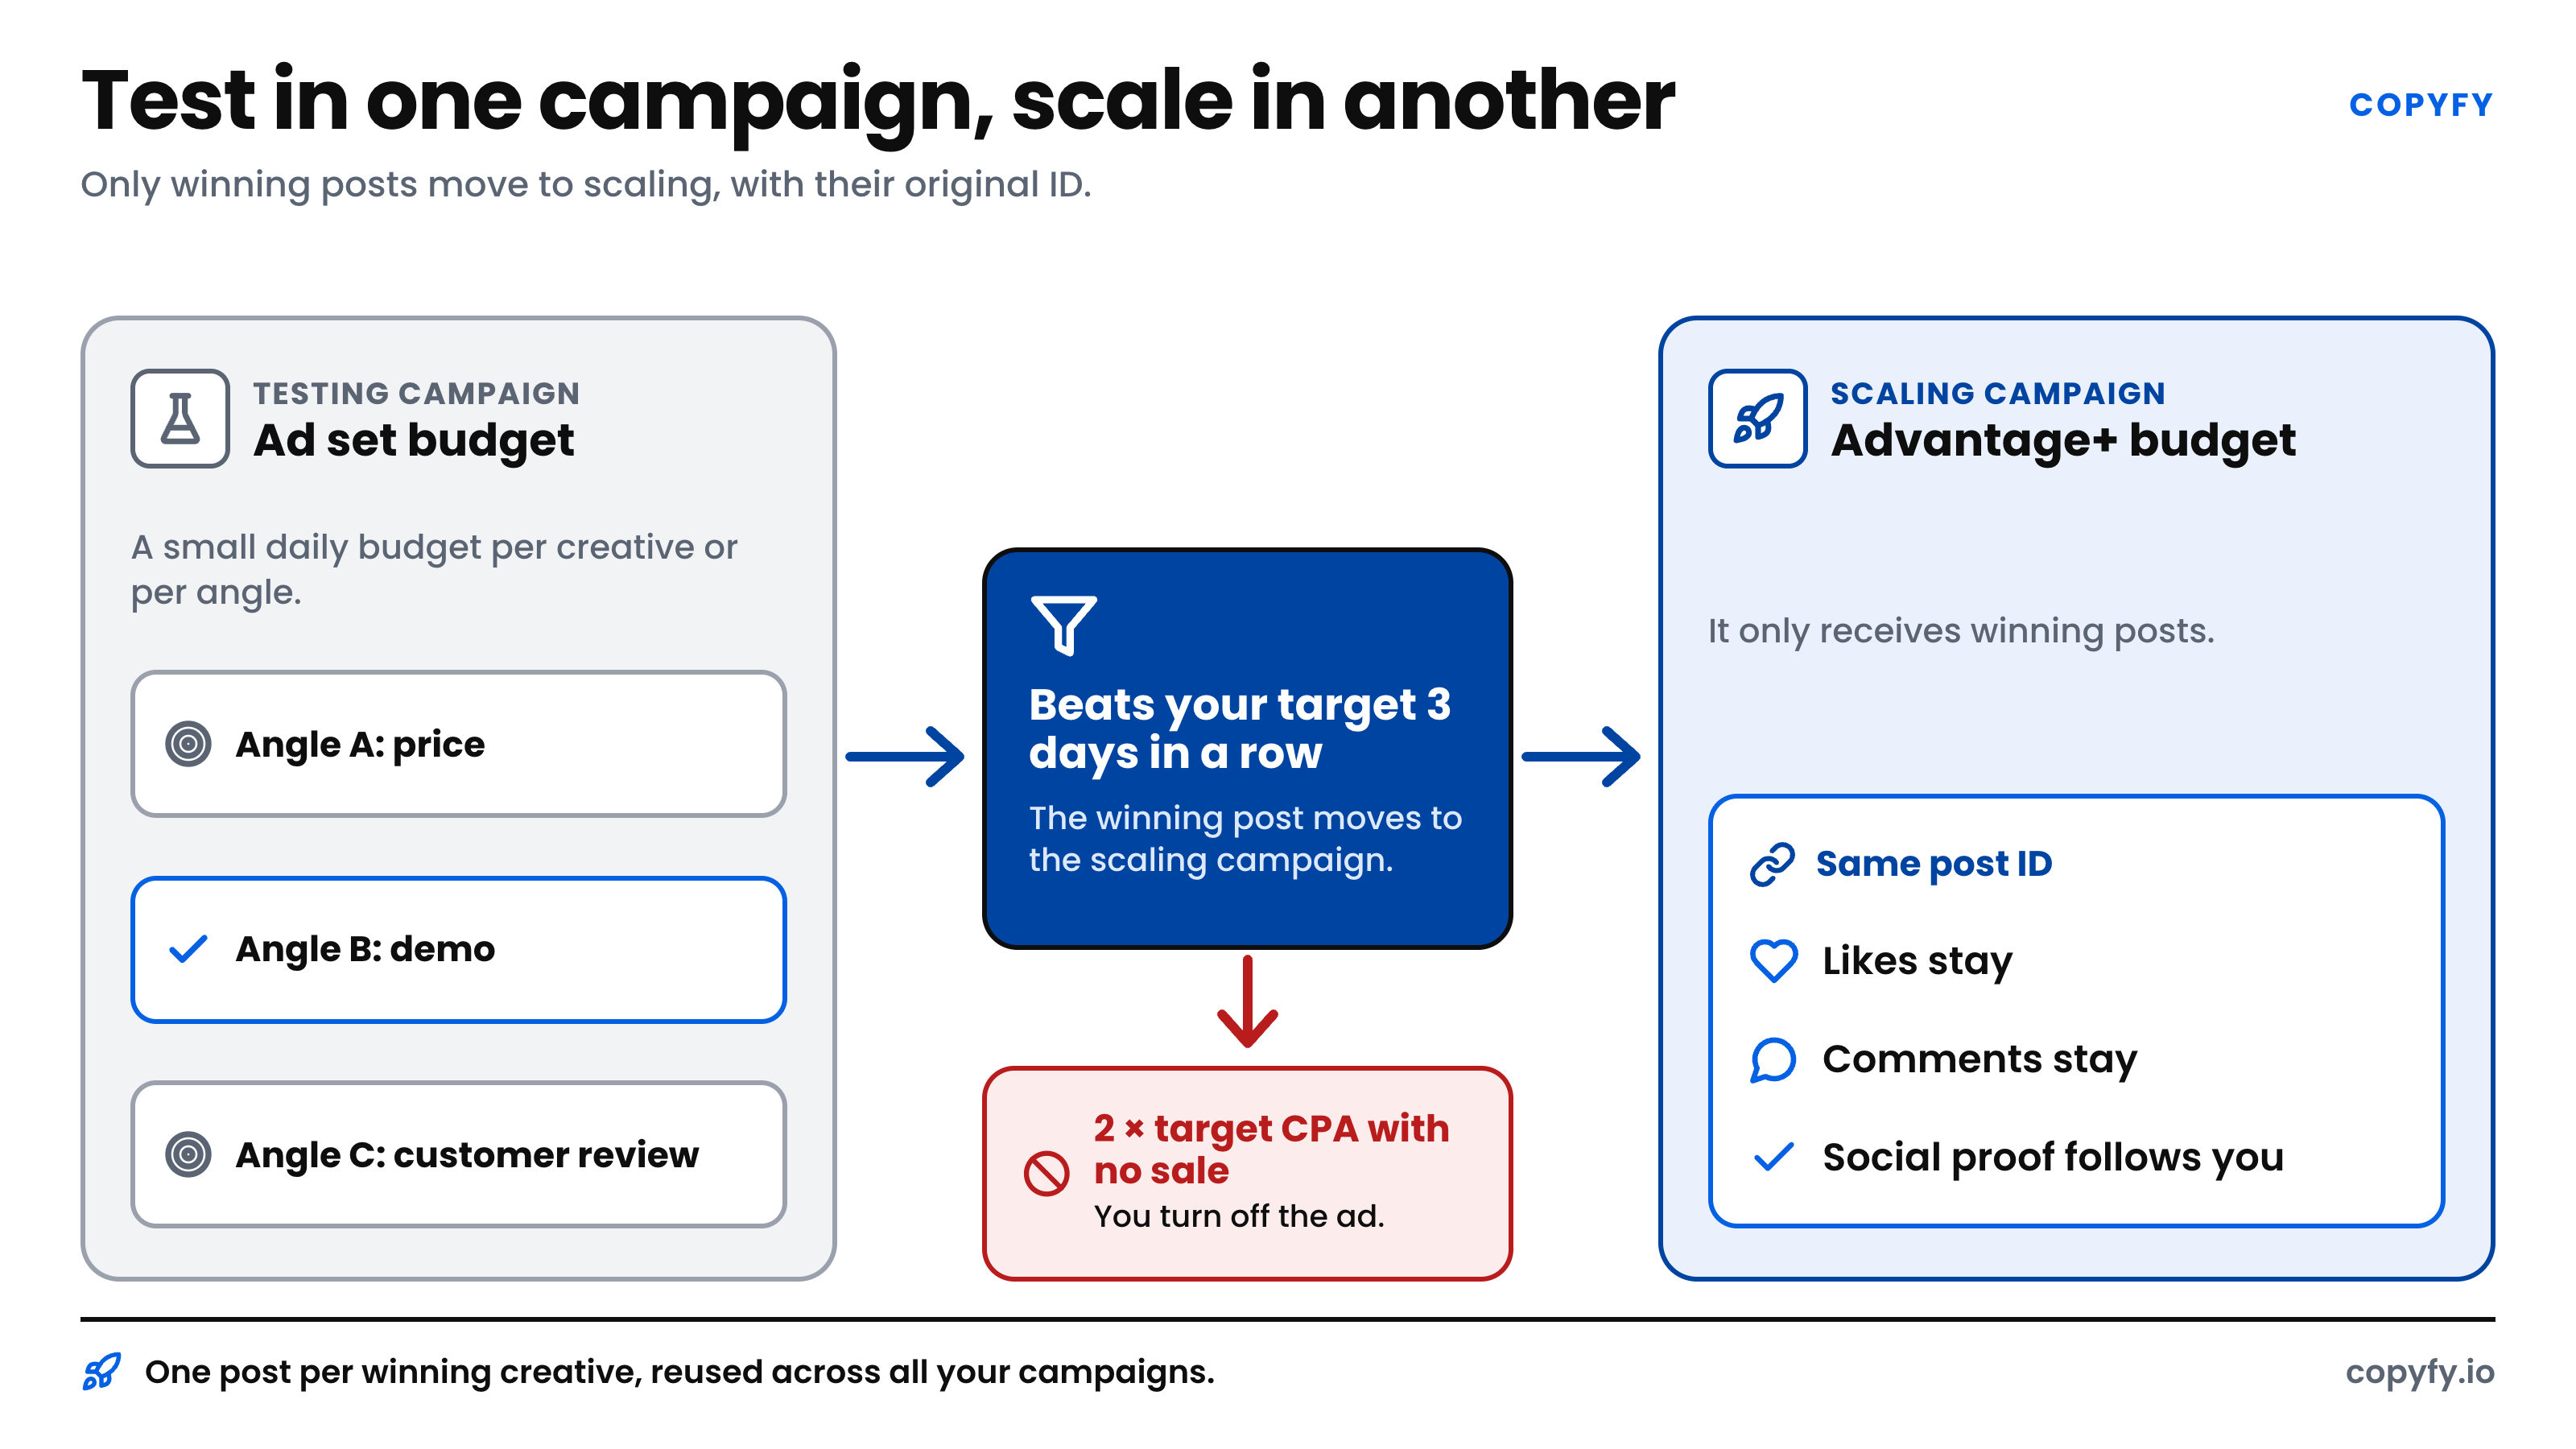 Test in one campaign, scale in another
COPYFY
Only winning posts move to scaling, with their original ID.
TESTING CAMPAIGN
Ad set budget
A small daily budget per creative or
per angle.
Angle A: price
Angle B: demo
Angle C: customer review
Beats your target 3
days in a row
The winning post moves to
the scaling campaign.
2 × target CPA with
no sale
You turn off the ad.
SCALING CAMPAIGN
Advantage+ budget
It only receives winning posts.
Same post ID
Likes stay
Comments stay
Social proof follows you
One post per winning creative, reused across all your campaigns.
copyfy.io